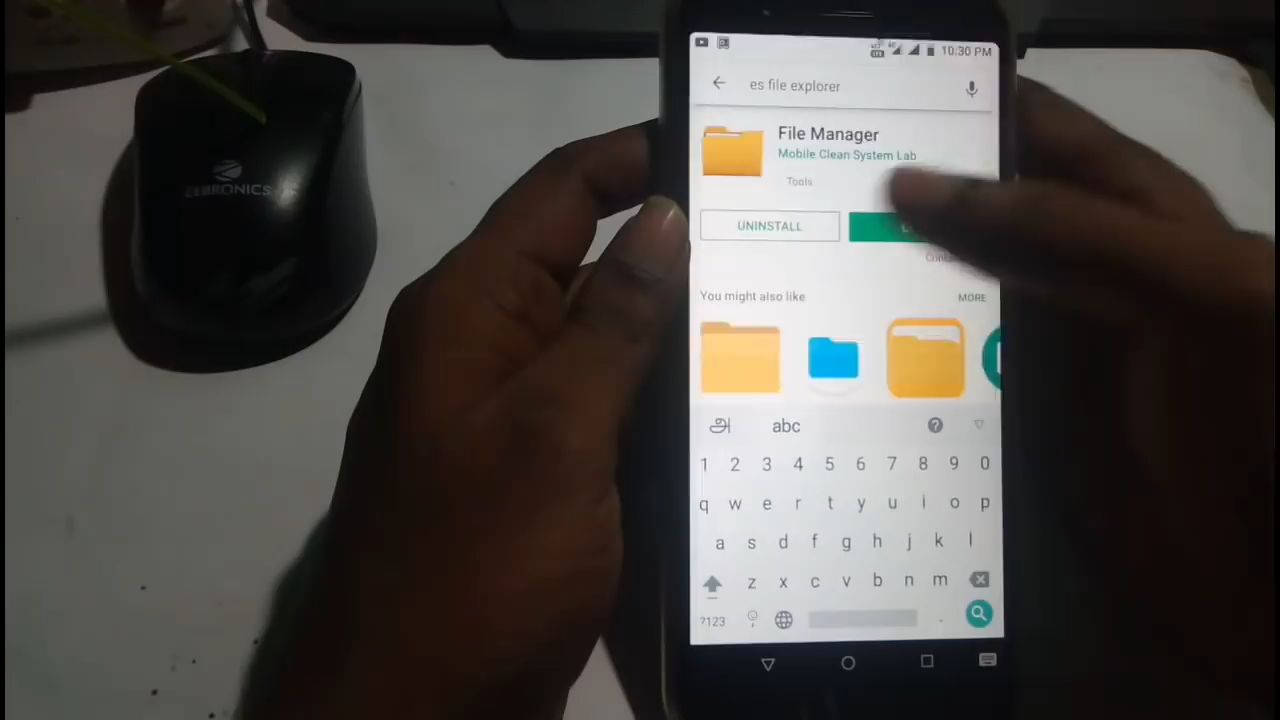 ZEBRONICS
10:30 PM
es file explorer
File Manager
Mobile Clean System Lab
Tools
UNINSTALL
You might also like
MORE
அ
abc
1 2 3 4 5 6 7 8 9 0
q w e r t y u i o p
a s d f g h j k l
z x c v b n m
?123